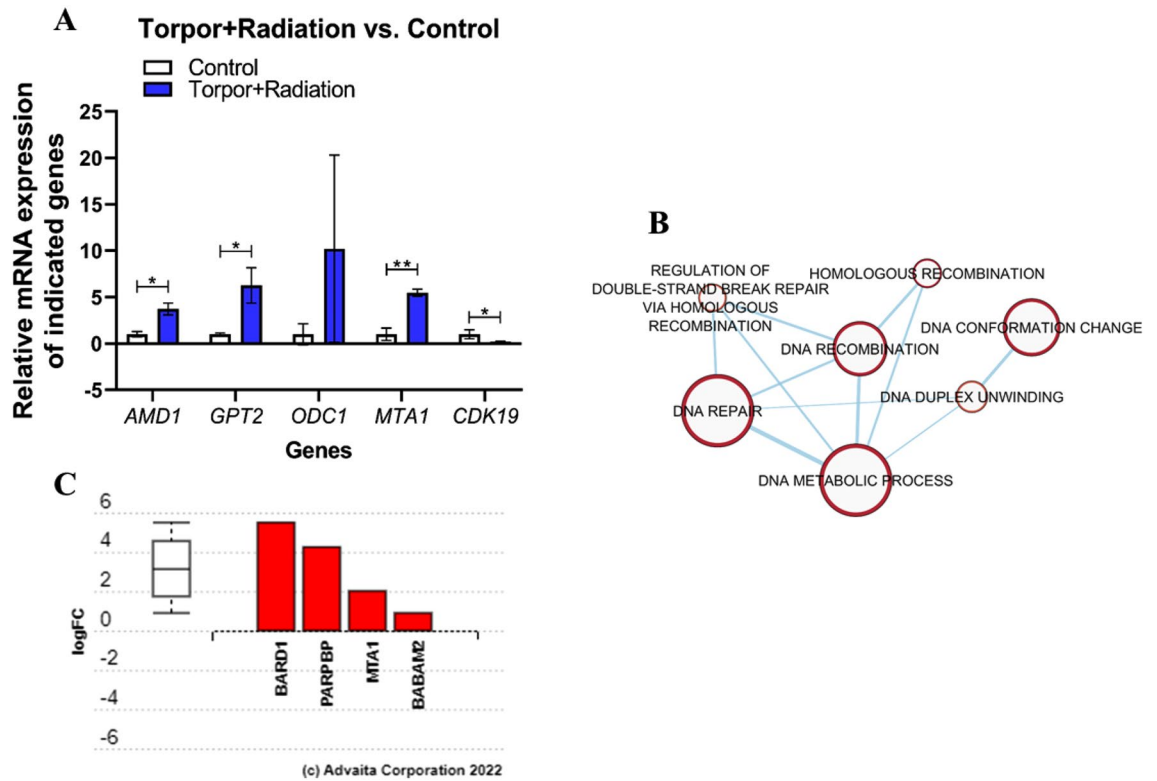 A
Torpor+Radiation vs. Control
Control
Torpor+Radiation
Relative mRNA expression
of indicated genes
25
20
15
10
5
0
-5
*
*
**
*
AMD1 GPT2 ODC1 MTA1 CDK19
Genes
B
REGULATION OF
DOUBLE-STRAND BREAK REPAIR
VIA HOMOLOGOUS
RECOMBINATION
HOMOLOGOUS RECOMBINATION
DNA CONFORMATION CHANGE
DNA RECOMBINATION
DNA DUPLEX UNWINDING
DNA REPAIR
DNA METABOLIC PROCESS
C
logFC
6
4
2
0
-2
-4
-6
BARD1
PARPBP
MTA1
BABAM2
(c) Advaita Corporation 2022